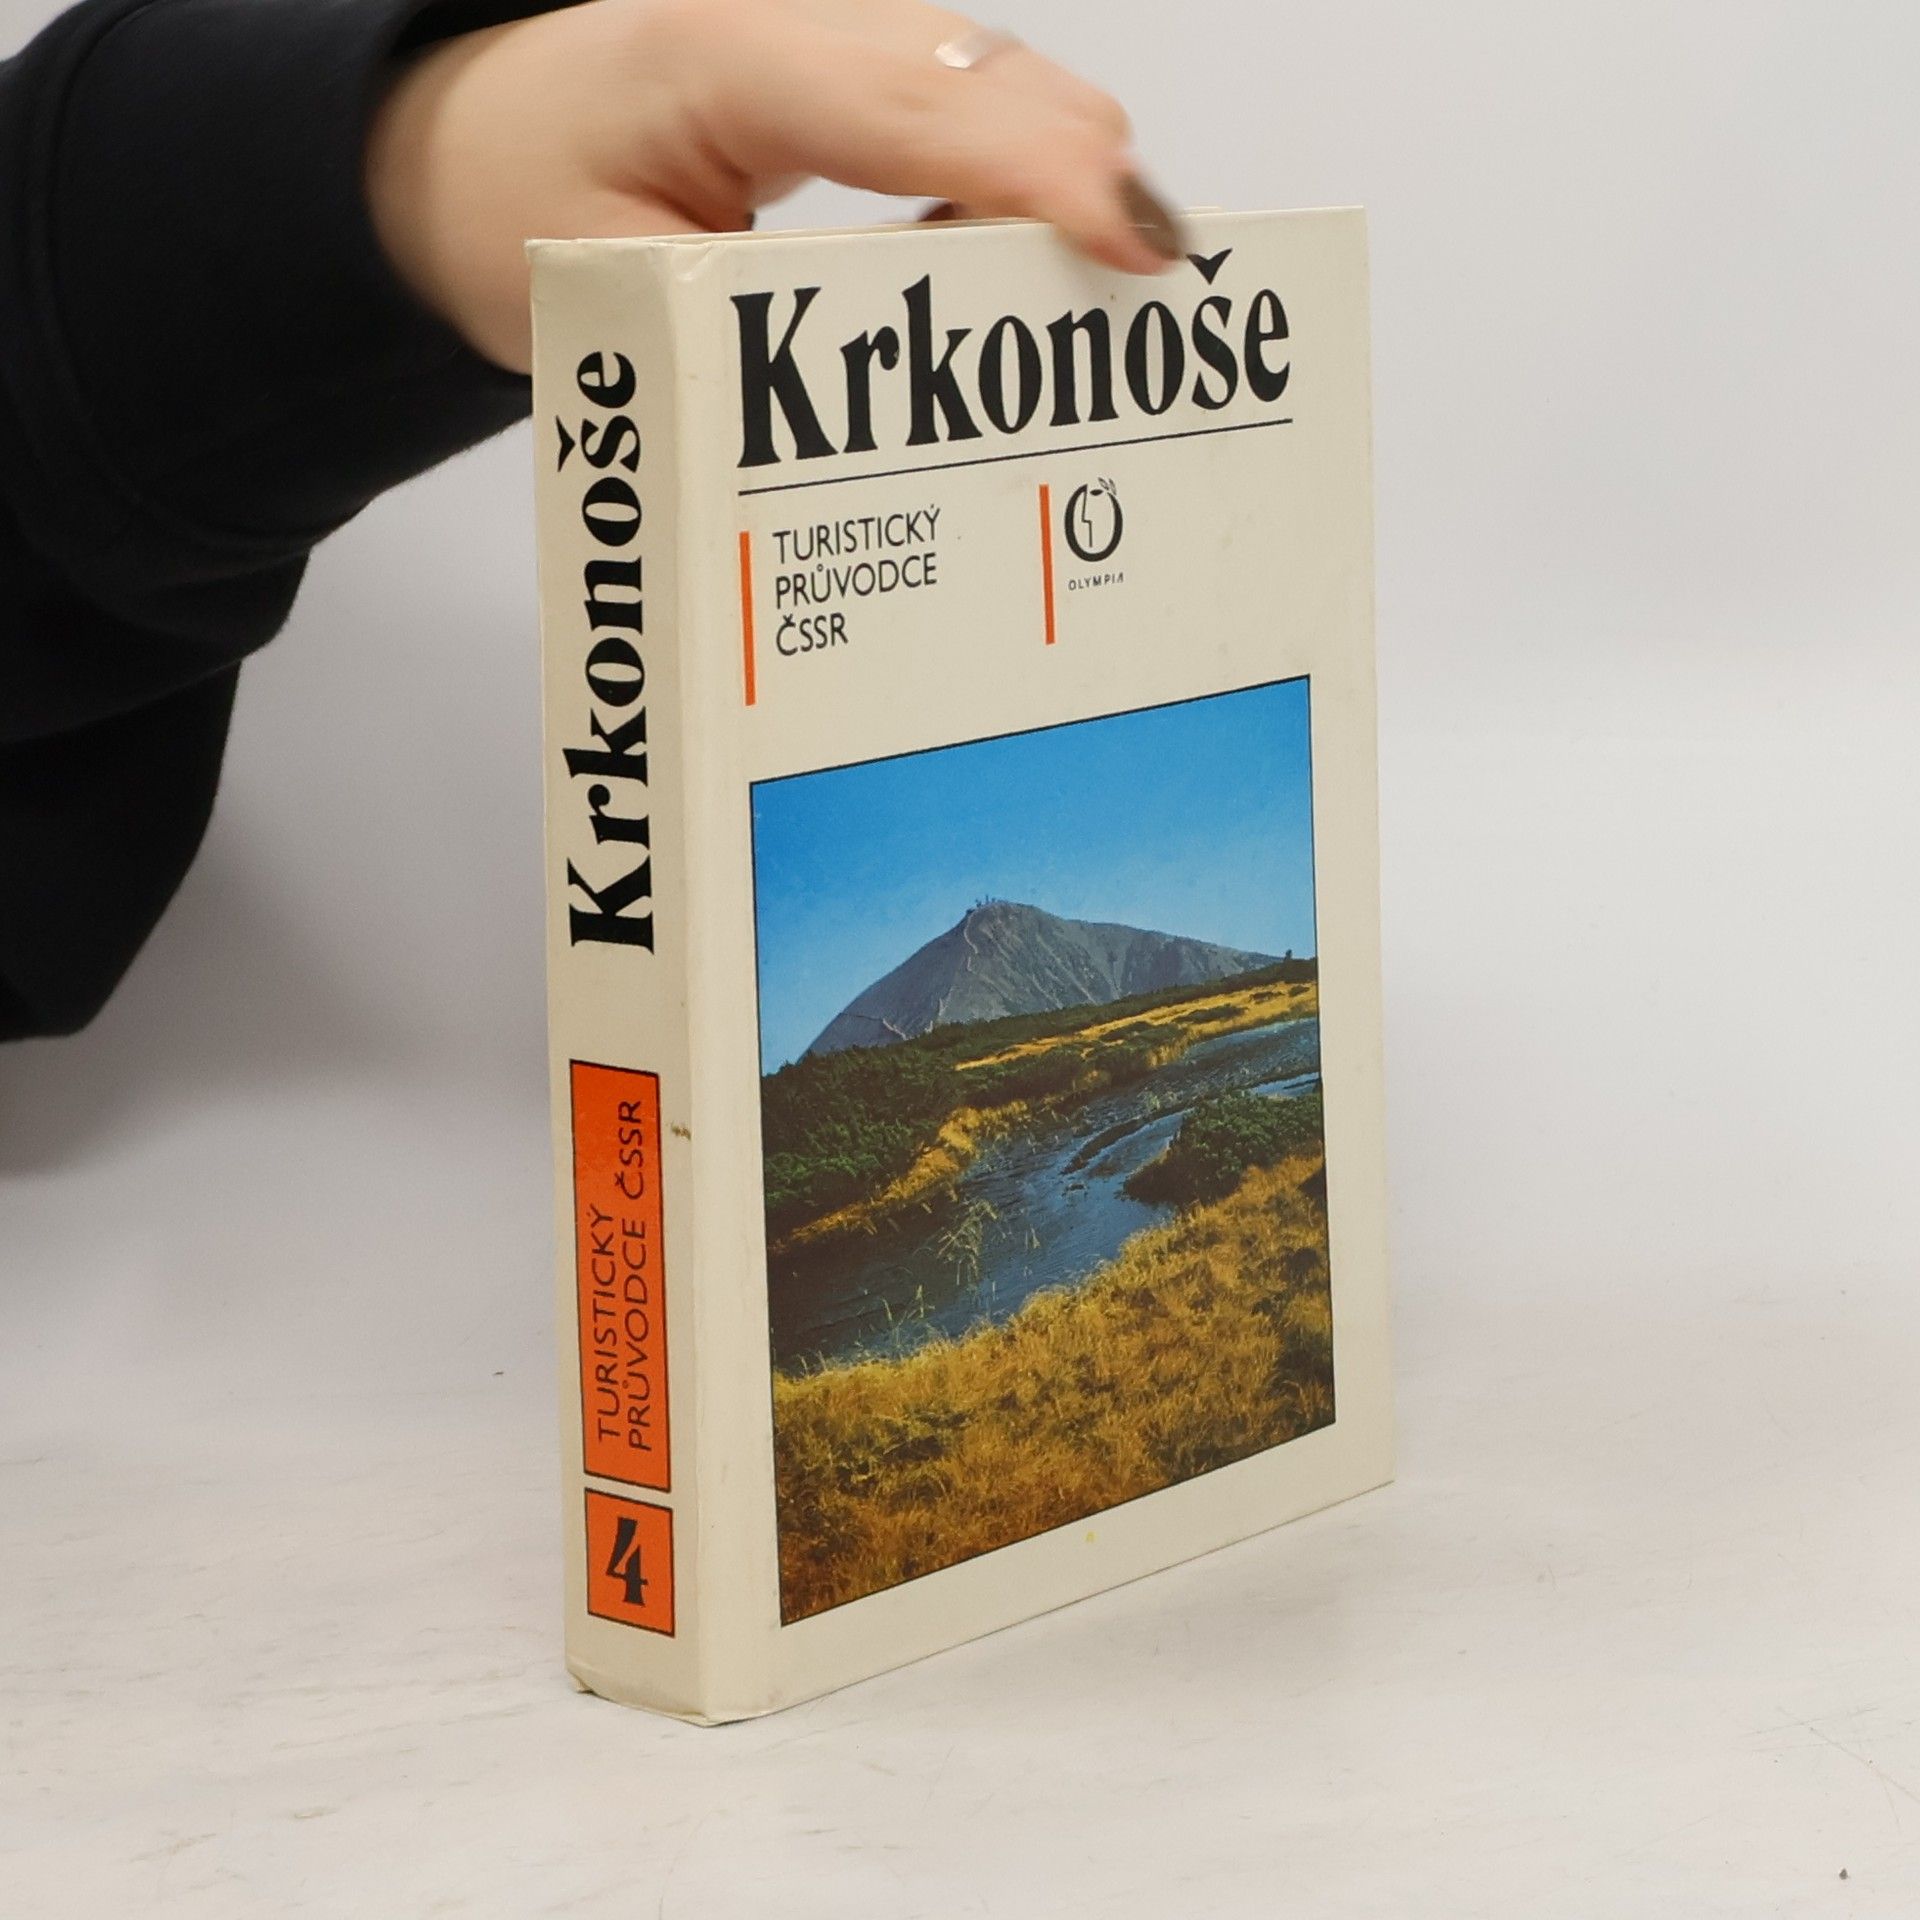 Krkonoše
TURISTICKÝ
PRŮVODCE ČSSR
4
Krkonoše
TURISTICKÝ
PRŮVODCE
ČSSR
OLYMPIA